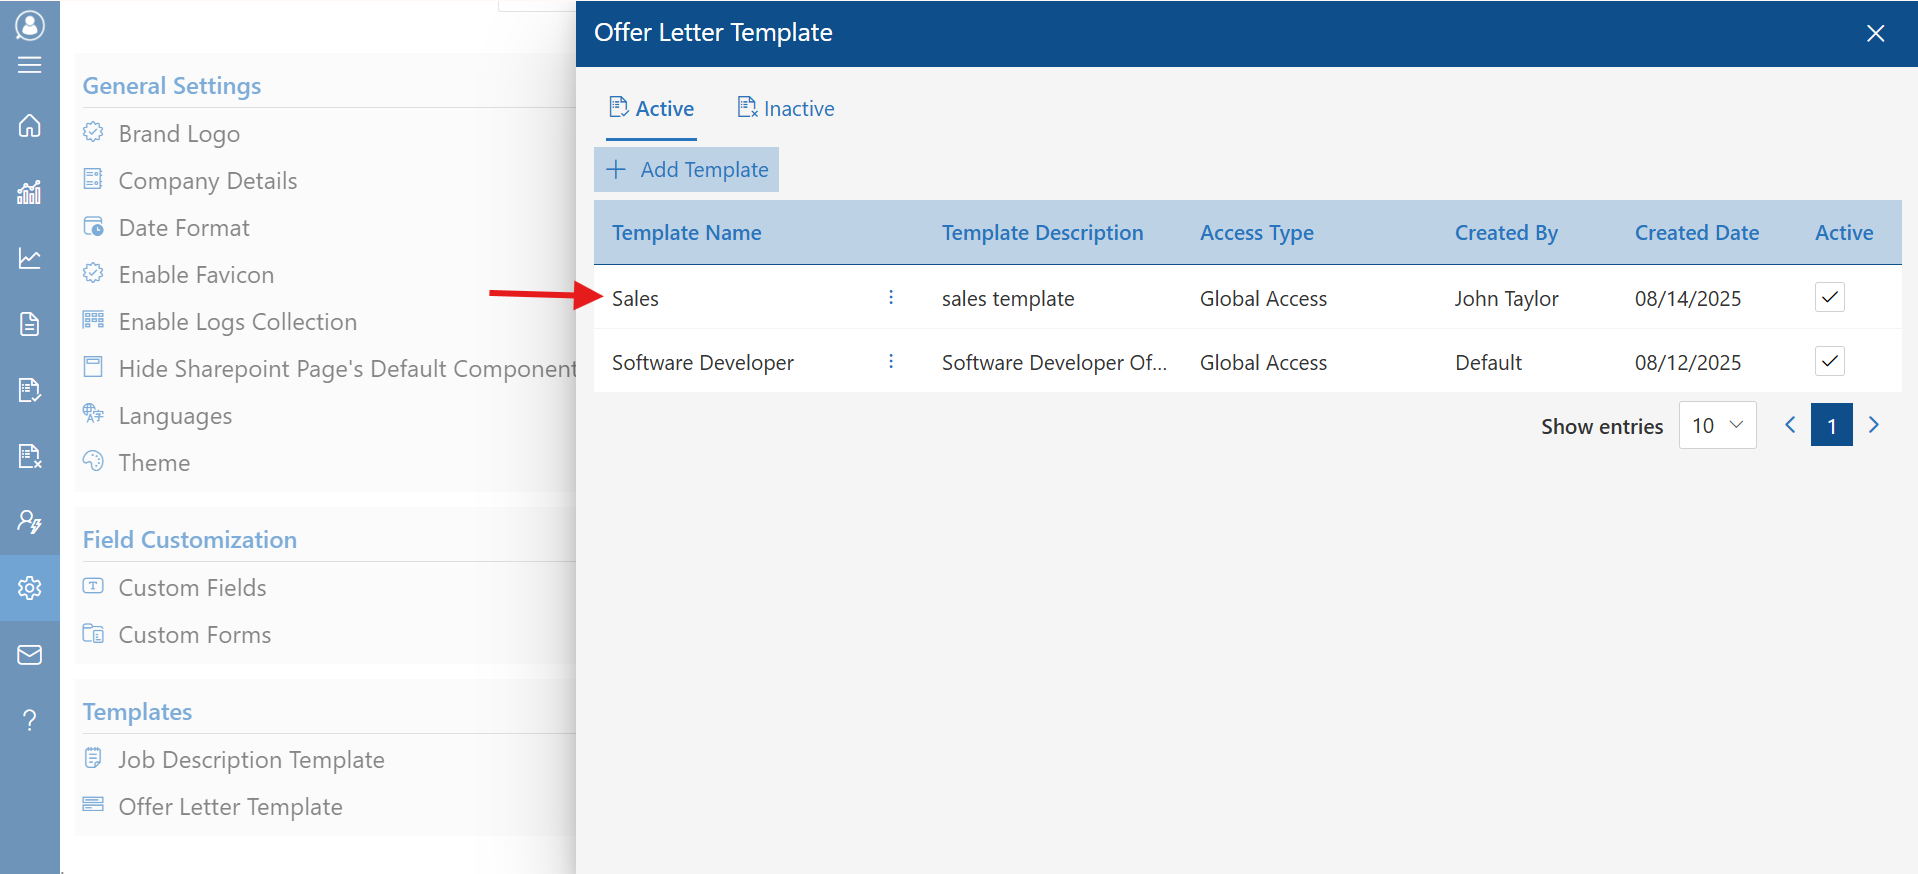 General Settings
Brand Logo
Company Details
Date Format
Enable Favicon
Enable Logs Collection
Hide Sharepoint Page's Default Component
Languages
Theme
Field Customization
Custom Fields
Custom Forms
Templates
Job Description Template
Offer Letter Template
Offer Letter Template
Active Inactive
Add Template
Template Name Template Description Access Type Created By Created Date Active
Sales sales template Global Access John Taylor 08/14/2025
Software Developer Software Developer Of... Global Access Default 08/12/2025
Show entries 10 1